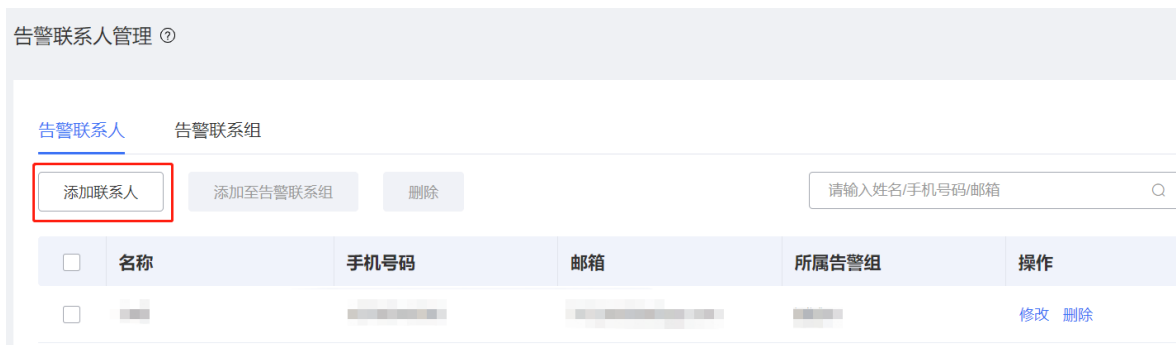 告警联系人管理
告警联系人 告警联系组
添加联系人 添加至告警联系组 删除 请输入姓名/手机号码/邮箱
名称 手机号码 邮箱 所属告警组 操作
修改 删除